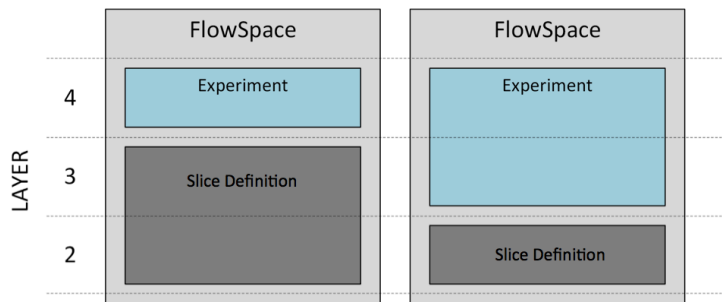 FlowSpace
FlowSpace
4
Experiment
Experiment
LAYER
3
Slice Definition
2
Slice Definition